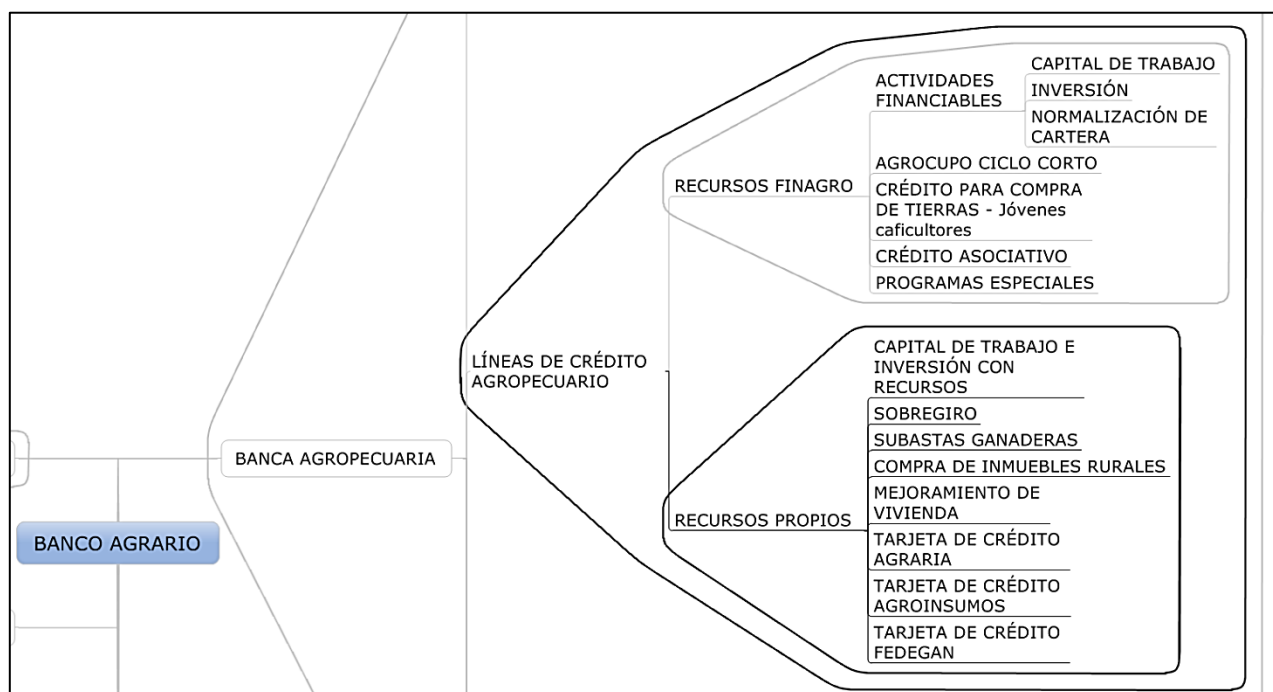 BANCO AGRARIO
BANCA AGROPECUARIA
LÍNEAS DE CRÉDITO
AGROPECUARIO
RECURSOS FINAGRO
ACTIVIDADES
FINANCIABLES
CAPITAL DE TRABAJO
INVERSIÓN
NORMALIZACIÓN DE
CARTERA
AGROCUPO CICLO CORTO
CRÉDITO PARA COMPRA
DE TIERRAS - Jóvenes
caficultores
CRÉDITO ASOCIATIVO
PROGRAMAS ESPECIALES
RECURSOS PROPIOS
CAPITAL DE TRABAJO E
INVERSIÓN CON
RECURSOS
SOBREGIRO
SUBASTAS GANADERAS
COMPRA DE INMUEBLES RURALES
MEJORAMIENTO DE
VIVIENDA
TARJETA DE CRÉDITO
AGRARIA
TARJETA DE CRÉDITO
AGROINSUMOS
TARJETA DE CRÉDITO
FEDEGAN